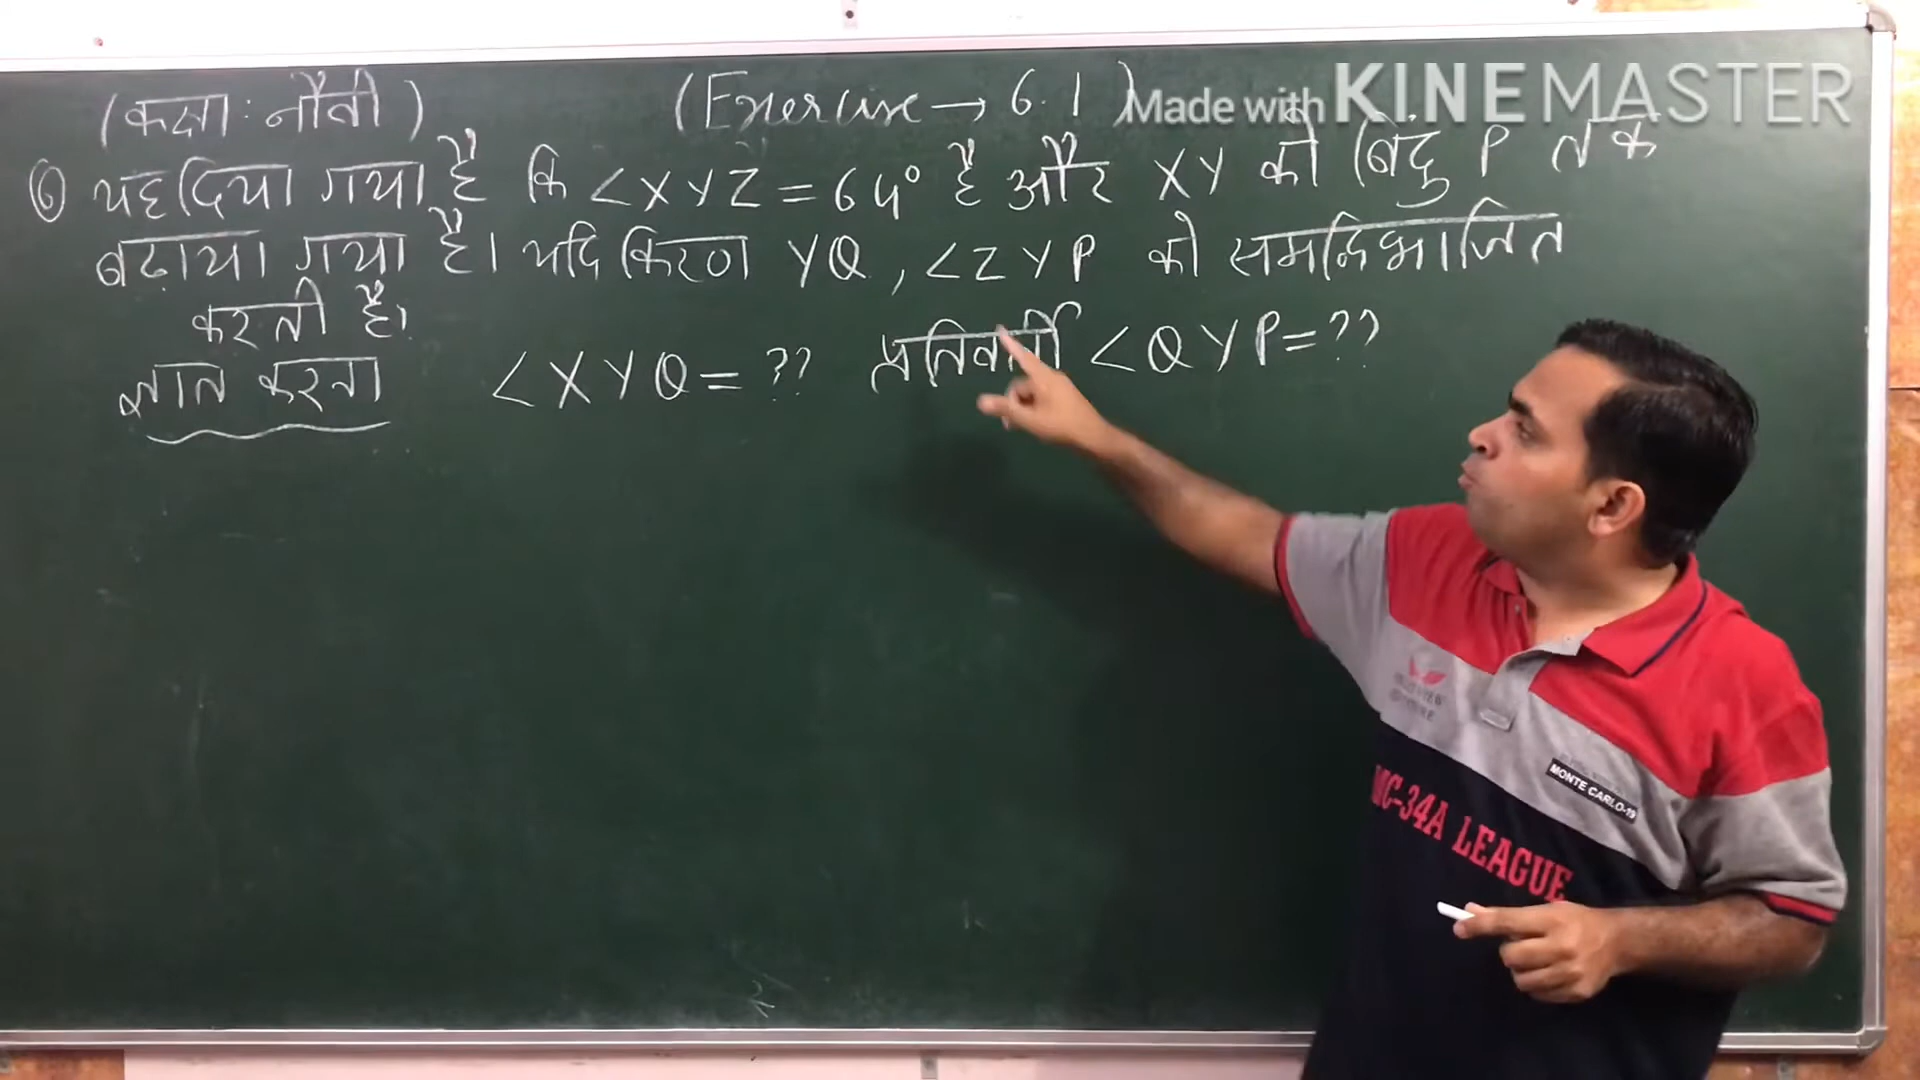 (कक्षा: नौवी)
(Exercise → 6.1)
Made with KINEMASTER
⑥ यह दिया गया है कि ∠XYZ = 64° है और XY को बिंदु P तक
बढ़ाया गया है। यदि किरण YQ, ∠ZYP को समद्विभाजित
करती है।
ज्ञात करना ∠XYQ = ?? प्रतिवर्ती ∠QYP = ??
MONTE CARLO-19
MC-34A LEAGUE